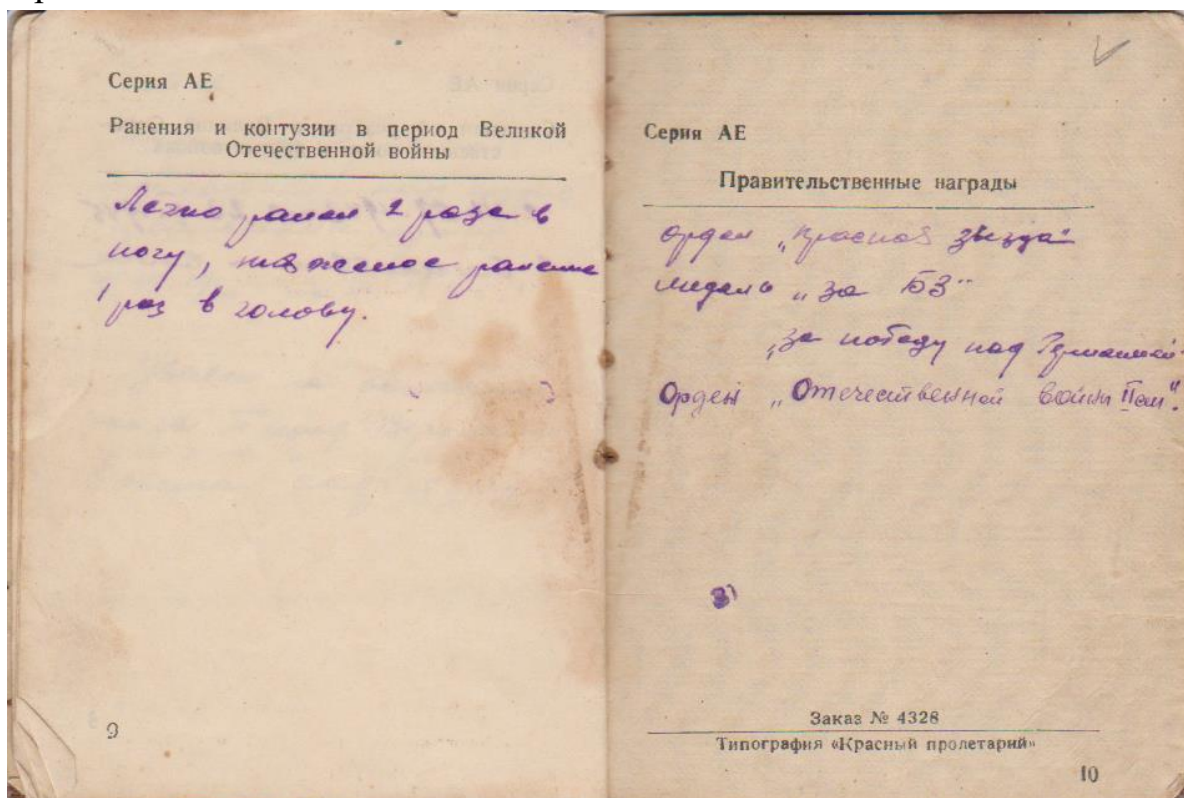 Серия АЕ
Ранения и контузии в период Великой
Отечественной войны
Легко ранен 2 раза в
ногу, тяжелое ранение
1 раз в голову.
9
Серия АЕ
Правительственные награды
орден „Красная звезда"
медаль „за БЗ"
„за победу над Германией"
Орден „Отечественной войны II ст".
3)
Заказ № 4328
Типография «Красный пролетарий»
10